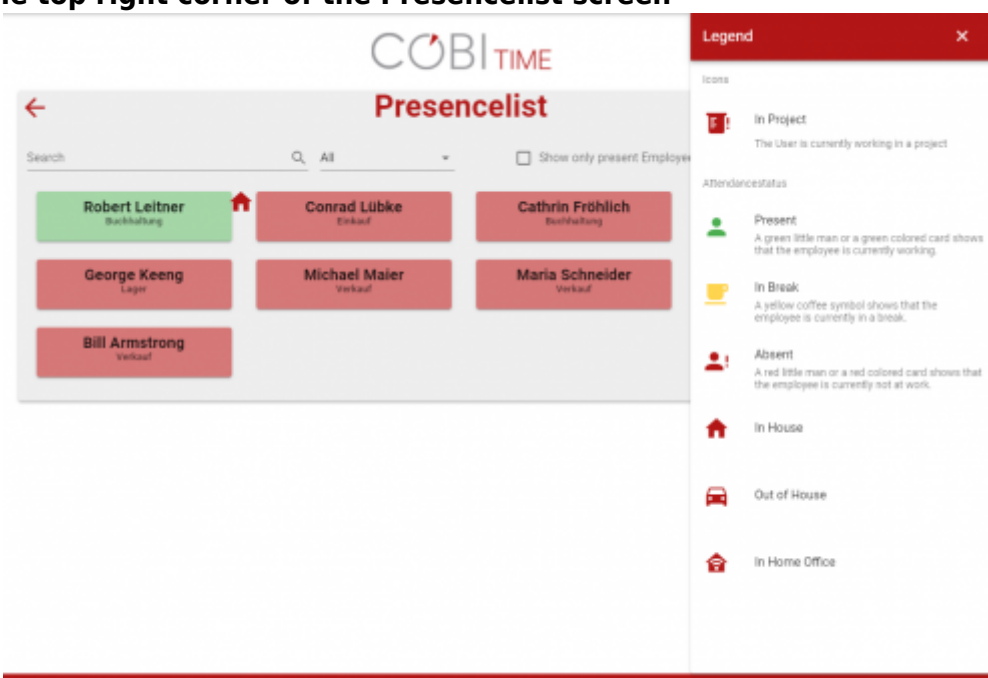 e top right corner of the Presencelist screen
COBI TIME
Presencelist
Search
All
Show only present Employe
Robert Leitner
Buchhaltung
Conrad Lübke
Einkauf
Cathrin Fröhlich
Buchhaltung
George Keeng
Lager
Michael Maier
Verkauf
Maria Schneider
Verkauf
Bill Armstrong
Verkauf
Legend
Icons
In Project
The User is currently working in a project
Attendancestatus
Present
A green little man or a green colored card shows
that the employee is currently working.
In Break
A yellow coffee symbol shows that the
employee is currently in a break.
Absent
A red little man or a red colored card shows that
the employee is currently not at work.
In House
Out of House
In Home Office